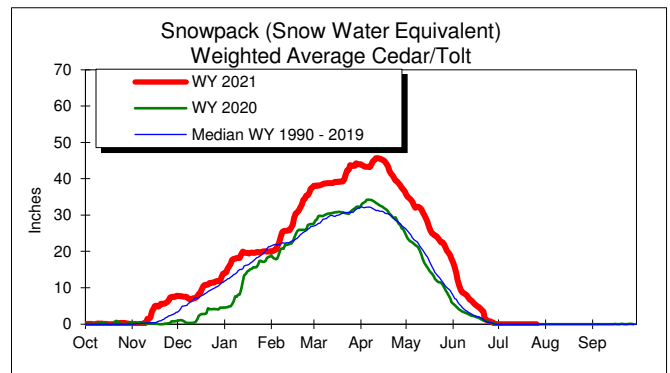 Snowpack (Snow Water Equivalent)
Weighted Average Cedar/Tolt
70
60
50
40
30
20
10
0
Inches
WY 2021
WY 2020
Median WY 1990 - 2019
Oct Nov Dec Jan Feb Mar Apr May Jun Jul Aug Sep